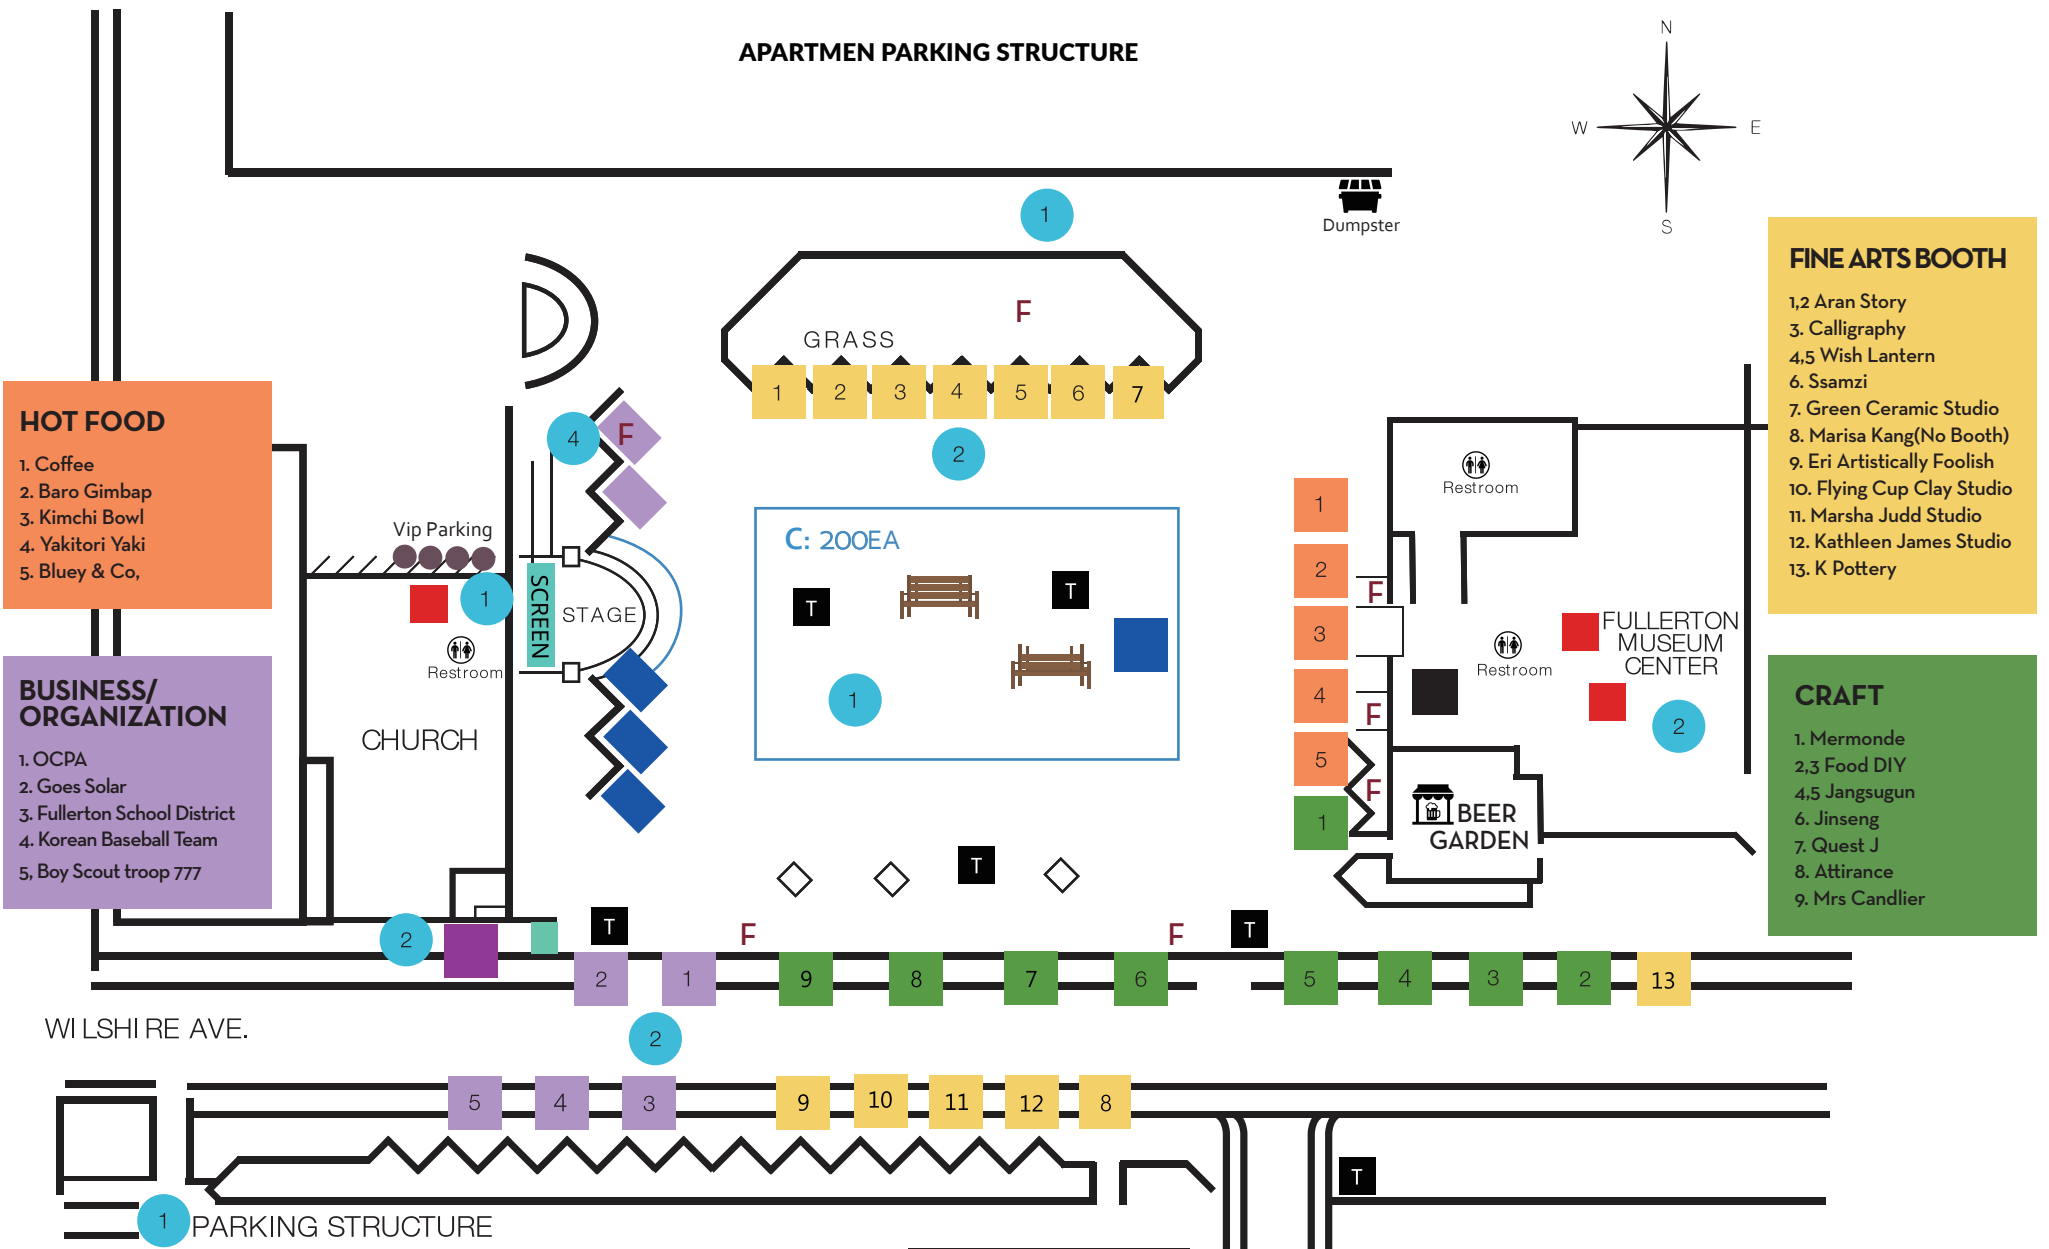 APARTMEN PARKING STRUCTURE
N
W
E
S
Dumpster
1
F
GRASS
1
2
3
4
5
6
7
2
4
F
HOT FOOD
1. Coffee
2. Baro Gimbap
3. Kimchi Bowl
4. Yakitori Yaki
5. Bluey & Co,
BUSINESS/
ORGANIZATION
1. OCPA
2. Goes Solar
3. Fullerton School District
4. Korean Baseball Team
5, Boy Scout troop 777
Vip Parking
1
Restroom
CHURCH
SCREEN
STAGE
C: 200EA
T
T
1
1
2
3
4
5
1
F
F
F
Restroom
Restroom
FULLERTON
MUSEUM
CENTER
2
BEER
GARDEN
FINE ARTS BOOTH
1,2 Aran Story
3. Calligraphy
4,5 Wish Lantern
6. Ssamzi
7. Green Ceramic Studio
8. Marisa Kang(No Booth)
9. Eri Artistically Foolish
10. Flying Cup Clay Studio
11. Marsha Judd Studio
12. Kathleen James Studio
13. K Pottery
CRAFT
1. Mermonde
2,3 Food DIY
4,5 Jangsugun
6. Jinseng
7. Quest J
8. Attirance
9. Mrs Candlier
T
2
T
F
F
T
2
1
9
8
7
6
5
4
3
2
13
WILSHIRE AVE.
2
5
4
3
9
10
11
12
8
T
1
PARKING STRUCTURE